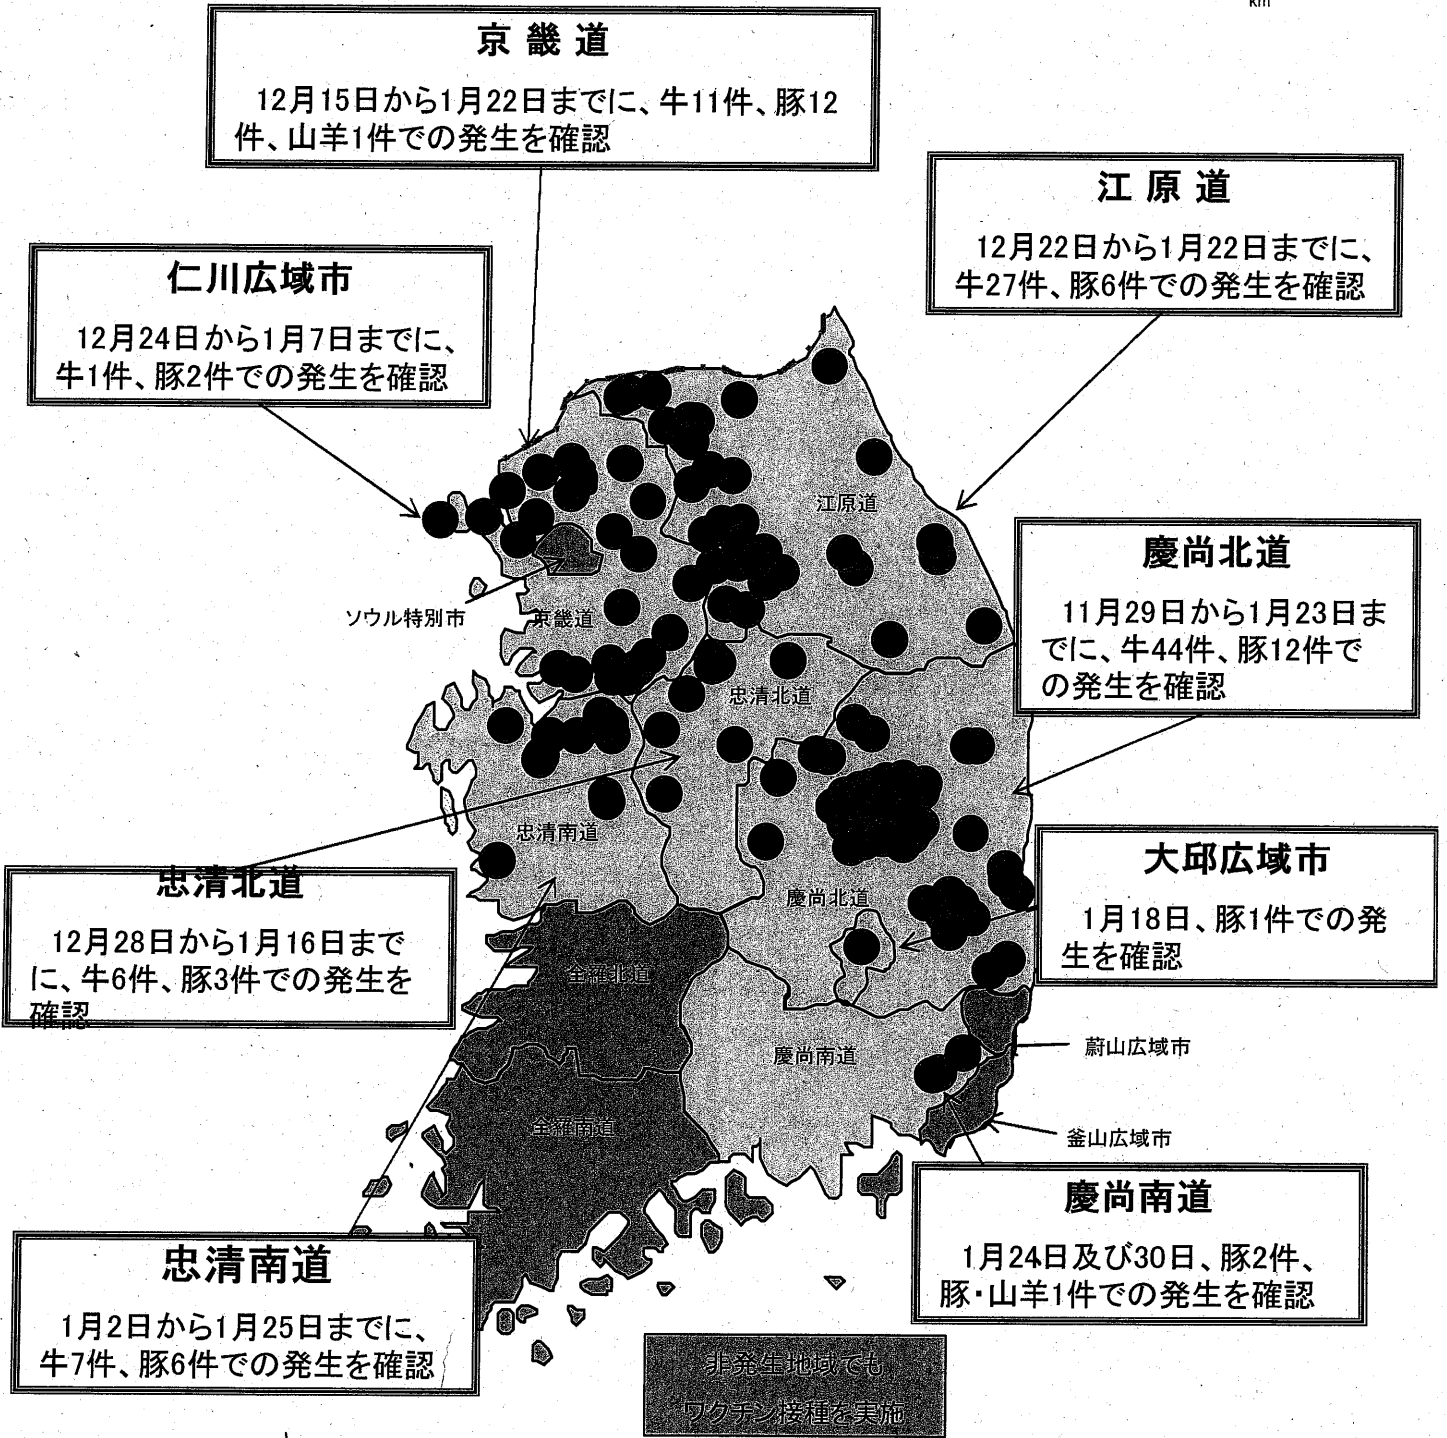 km
京 畿 道
12月15日から1月22日までに、牛11件、豚12
件、山羊1件での発生を確認
江 原 道
12月22日から1月22日までに、
牛27件、豚6件での発生を確認
仁川広域市
12月24日から1月7日までに、
牛1件、豚2件での発生を確認
江原道
慶尚北道
11月29日から1月23日ま
でに、牛44件、豚12件で
の発生を確認
ソウル特別市
京畿道
忠清北道
忠清南道
大邱広域市
1月18日、豚1件での発
生を確認
忠清北道
12月28日から1月16日まで
に、牛6件、豚3件での発生を
確認
慶尚北道
全羅北道
慶尚南道
蔚山広域市
全羅南道
釜山広域市
慶尚南道
1月24日及び30日、豚2件、
豚・山羊1件での発生を確認
忠清南道
1月2日から1月25日までに、
牛7件、豚6件での発生を確認
非発生地域でも
ワクチン接種を実施